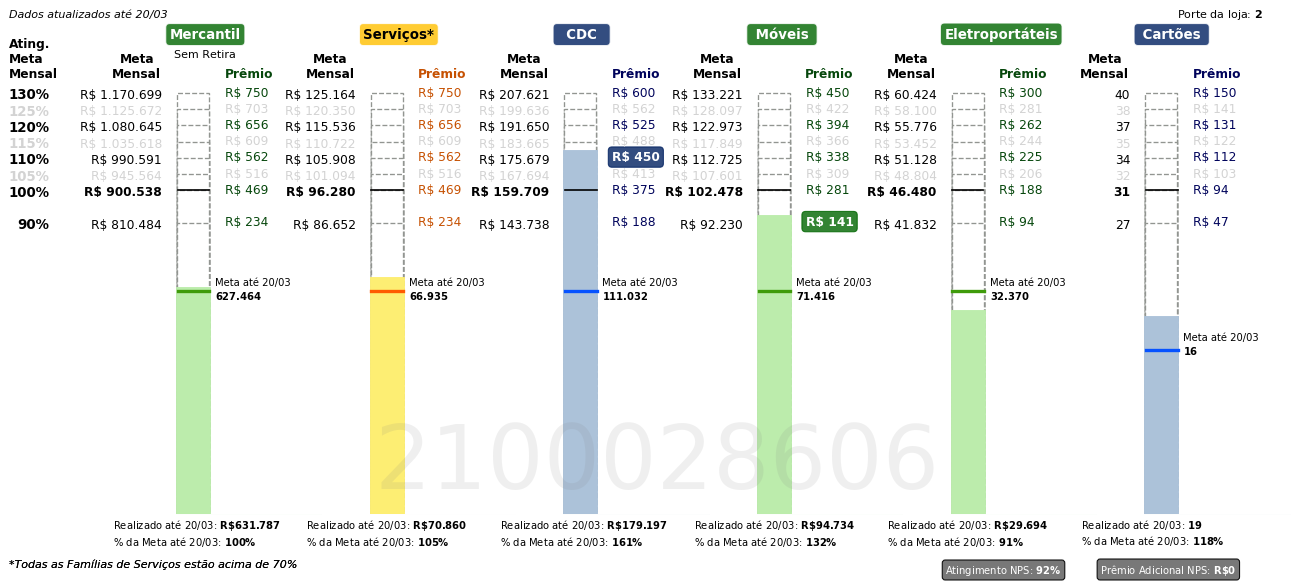 Dados atualizados até 20/03 Porte da loja: 2
Mercantil Serviços* CDC Móveis Eletroportáteis Cartões
Sem Retira
Ating. Meta Mensal Meta Mensal Prêmio Meta Mensal Prêmio Meta Mensal Prêmio Meta Mensal Prêmio Meta Mensal Prêmio Meta Mensal Prêmio
130% R$ 1.170.699 R$ 750 R$ 125.164 R$ 750 R$ 207.621 R$ 600 R$ 133.221 R$ 450 R$ 60.424 R$ 300 40 R$ 150
125% R$ 1.125.672 R$ 703 R$ 120.350 R$ 703 R$ 199.636 R$ 562 R$ 128.097 R$ 422 R$ 58.100 R$ 281 38 R$ 141
120% R$ 1.080.645 R$ 656 R$ 115.536 R$ 656 R$ 191.650 R$ 525 R$ 122.973 R$ 394 R$ 55.776 R$ 262 37 R$ 131
115% R$ 1.035.618 R$ 609 R$ 110.722 R$ 609 R$ 183.665 R$ 488 R$ 117.849 R$ 366 R$ 53.452 R$ 244 35 R$ 122
110% R$ 990.591 R$ 562 R$ 105.908 R$ 562 R$ 175.679 R$ 450 R$ 112.725 R$ 338 R$ 51.128 R$ 225 34 R$ 112
105% R$ 945.564 R$ 516 R$ 101.094 R$ 516 R$ 167.694 R$ 413 R$ 107.601 R$ 309 R$ 48.804 R$ 206 32 R$ 103
100% R$ 900.538 R$ 469 R$ 96.280 R$ 469 R$ 159.709 R$ 375 R$ 102.478 R$ 281 R$ 46.480 R$ 188 31 R$ 94
90% R$ 810.484 R$ 234 R$ 86.652 R$ 234 R$ 143.738 R$ 188 R$ 92.230 R$ 141 R$ 41.832 R$ 94 27 R$ 47
Meta até 20/03 Meta até 20/03 Meta até 20/03 Meta até 20/03 Meta até 20/03
627.464 66.935 111.032 71.416 32.370
Meta até 20/03
16
2100028606
Realizado até 20/03: R$631.787 Realizado até 20/03: R$70.860 Realizado até 20/03: R$179.197 Realizado até 20/03: R$94.734 Realizado até 20/03: R$29.694 Realizado até 20/03: 19
% da Meta até 20/03: 100% % da Meta até 20/03: 105% % da Meta até 20/03: 161% % da Meta até 20/03: 132% % da Meta até 20/03: 91% % da Meta até 20/03: 118%
*Todas as Famílias de Serviços estão acima de 70% Atingimento NPS: 92% Prêmio Adicional NPS: R$0